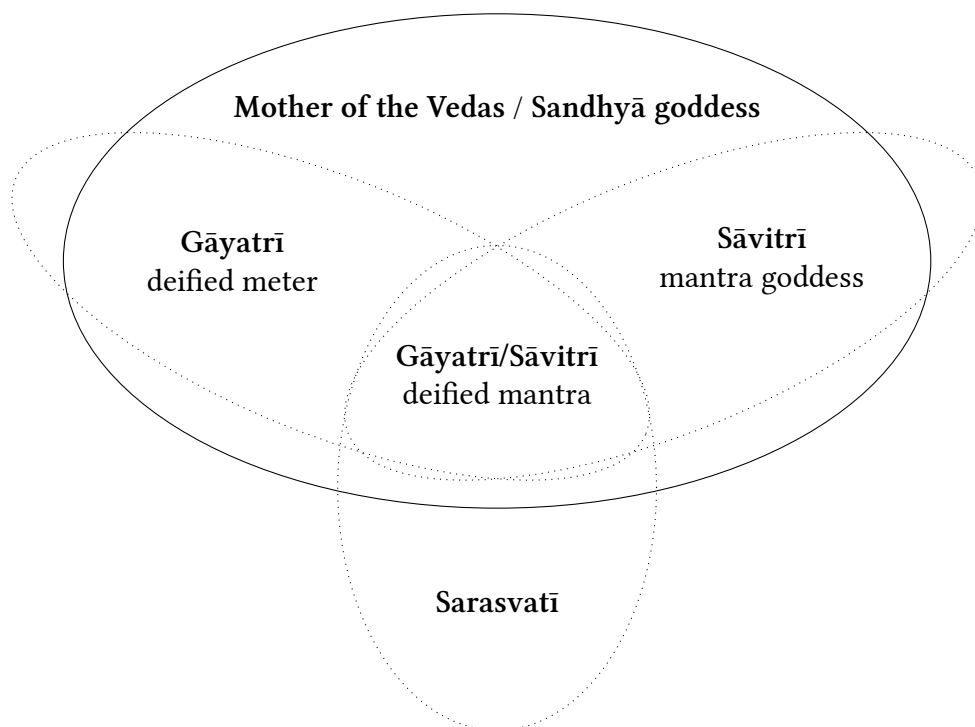 Mother of the Vedas / Sandhyā goddess
Gāyatrī
deified meter
Sāvitrī
mantra goddess
Gāyatrī/Sāvitrī
deified mantra
Sarasvatī